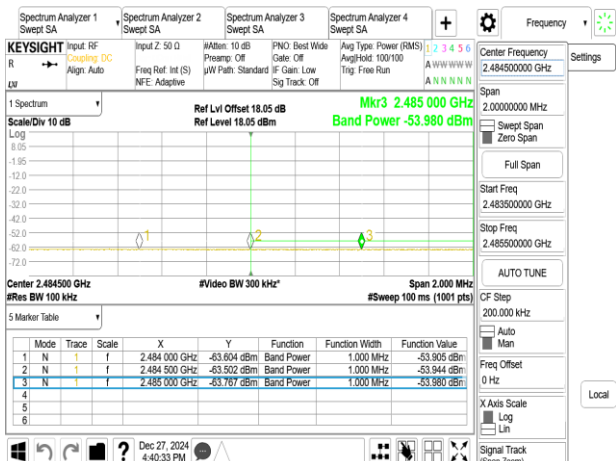 Spectrum Analyzer 1
Swept SA
Spectrum Analyzer 2
Swept SA
Spectrum Analyzer 3
Swept SA
Spectrum Analyzer 4
Swept SA
+
Frequency
KEYSIGHT
R
LXI
Input: RF
Coupling: DC
Align: Auto
Input Z: 50 Ω
Freq Ref: Int (S)
NFE: Adaptive
#Atten: 10 dB
Preamp: Off
µW Path: Standard
PNO: Best Wide
Gate: Off
IF Gain: Low
Sig Track: Off
Avg Type: Power (RMS)
Avg|Hold: 100/100
Trig: Free Run
1 2 3 4 5 6
A W W W W W
A N N N N N
1 Spectrum
Scale/Div 10 dB
Ref Lvl Offset 18.05 dB
Ref Level 18.05 dBm
Mkr3 2.485 000 GHz
Band Power -53.980 dBm
Log
8.05
-1.95
-12.0
-22.0
-32.0
-42.0
-52.0
-62.0
-72.0
1
2
3
Center 2.484500 GHz
#Video BW 300 kHz*
Span 2.000 MHz
#Res BW 100 kHz
#Sweep 100 ms (1001 pts)
5 Marker Table
Mode Trace Scale X Y Function Function Width Function Value
1 N 1 f 2.484 000 GHz -63.604 dBm Band Power 1.000 MHz -53.905 dBm
2 N 1 f 2.484 500 GHz -63.502 dBm Band Power 1.000 MHz -53.944 dBm
3 N 1 f 2.485 000 GHz -63.767 dBm Band Power 1.000 MHz -53.980 dBm
4
5
6
?
Dec 27, 2024
4:40:33 PM
Center Frequency
2.484500000 GHz
Settings
Span
2.00000000 MHz
Swept Span
Zero Span
Full Span
Start Freq
2.483500000 GHz
Stop Freq
2.485500000 GHz
AUTO TUNE
CF Step
200.000 kHz
Auto
Man
Freq Offset
0 Hz
Local
X Axis Scale
Log
Lin
Signal Track
(Span Zoom)